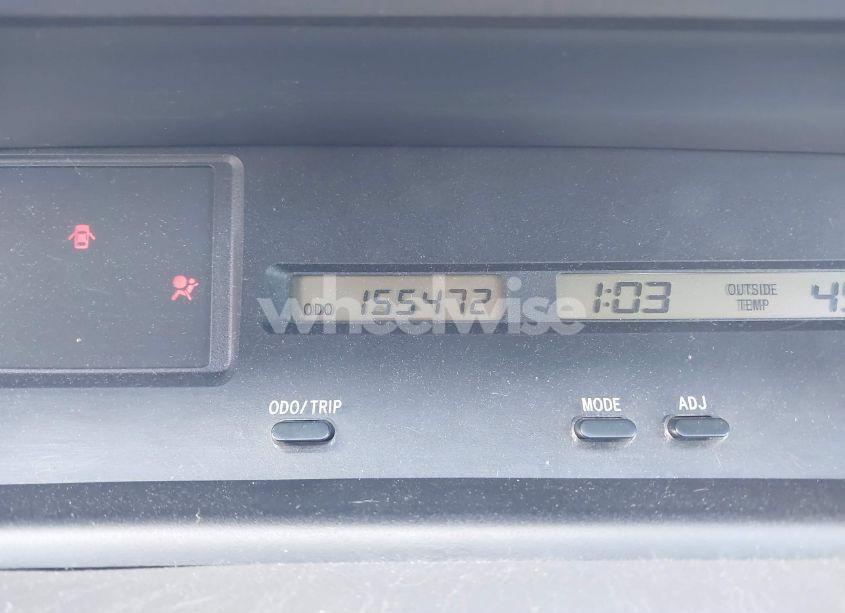 ODO 155472
1:03 OUTSIDE
TEMP
wheelwise
ODO/TRIP
MODE ADJ